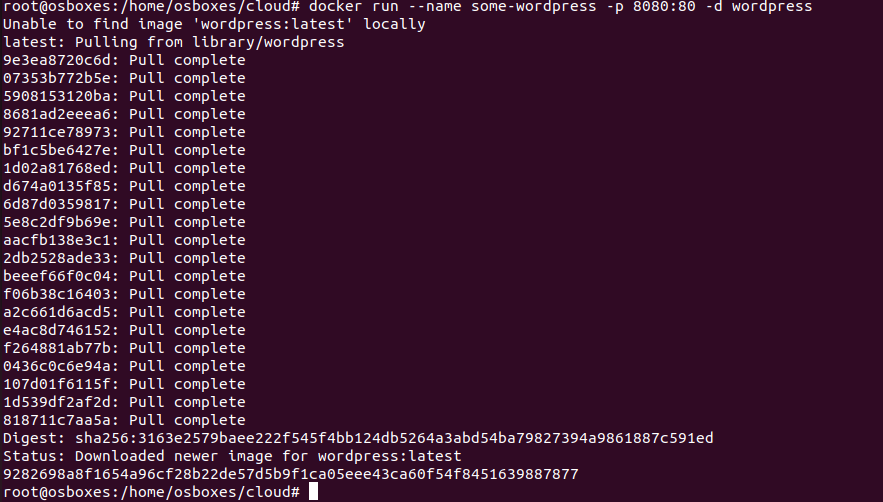 root@osboxes:/home/osboxes/cloud# docker run --name some-wordpress -p 8080:80 -d wordpress
Unable to find image 'wordpress:latest' locally
latest: Pulling from library/wordpress
9e3ea8720c6d: Pull complete
07353b772b5e: Pull complete
5908153120ba: Pull complete
8681ad2eeea6: Pull complete
92711ce78973: Pull complete
bf1c5be6427e: Pull complete
1d02a81768ed: Pull complete
d674a0135f85: Pull complete
6d87d0359817: Pull complete
5e8c2df9b69e: Pull complete
aacfb138e3c1: Pull complete
2db2528ade33: Pull complete
beeef66f0c04: Pull complete
f06b38c16403: Pull complete
a2c661d6acd5: Pull complete
e4ac8d746152: Pull complete
f264881ab77b: Pull complete
0436c0c6e94a: Pull complete
107d01f6115f: Pull complete
1d539df2af2d: Pull complete
818711c7aa5a: Pull complete
Digest: sha256:3163e2579baee222f545f4bb124db5264a3abd54ba79827394a9861887c591ed
Status: Downloaded newer image for wordpress:latest
9282698a8f1654a96cf28b22de57d5b9f1ca05eee43ca60f54f8451639887877
root@osboxes:/home/osboxes/cloud#